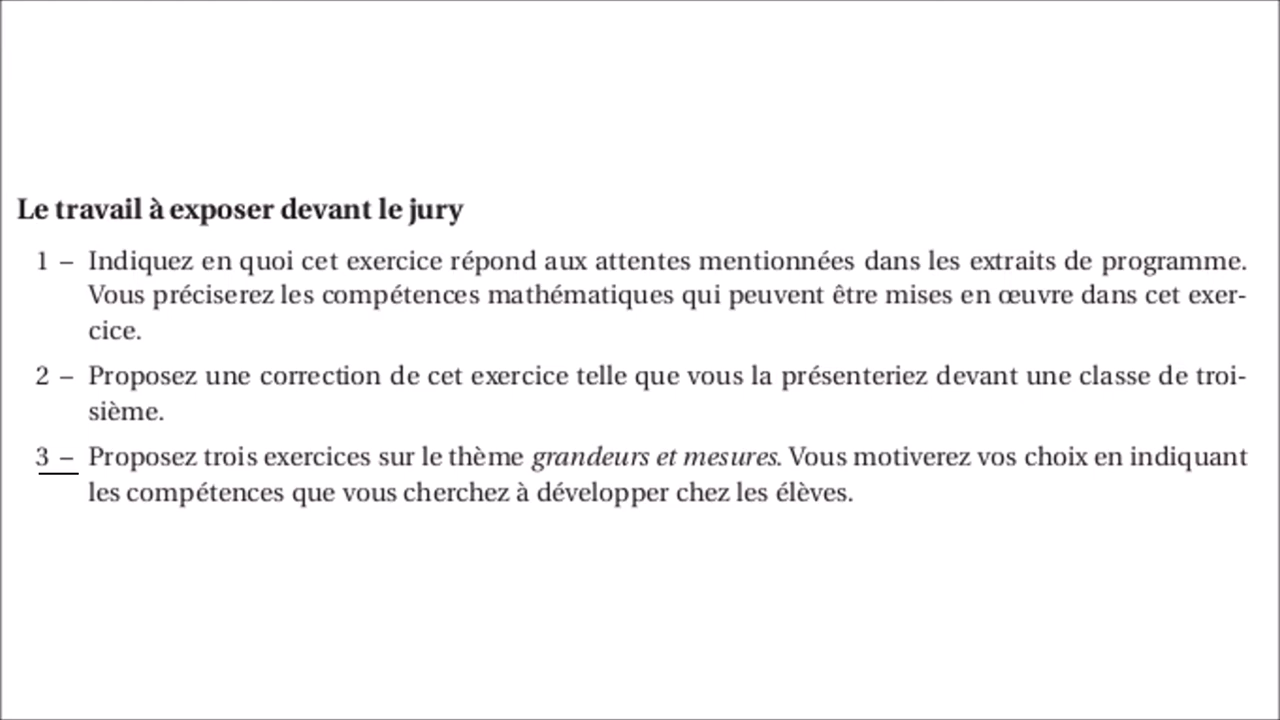 Le travail à exposer devant le jury
1 – Indiquez en quoi cet exercice répond aux attentes mentionnées dans les extraits de programme.
Vous préciserez les compétences mathématiques qui peuvent être mises en œuvre dans cet exer-
cice.
2 – Proposez une correction de cet exercice telle que vous la présenteriez devant une classe de troi-
sième.
3 – Proposez trois exercices sur le thème grandeurs et mesures. Vous motiverez vos choix en indiquant
les compétences que vous cherchez à développer chez les élèves.